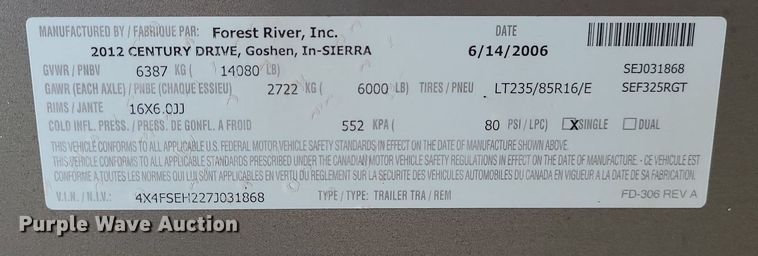 MANUFACTURED BY / FABRIQUE PAR: Forest River, Inc. DATE
2012 CENTURY DRIVE, Goshen, In-SIERRA 6/14/2006
GVWR / PNBV 6387 KG ( 14080 LB) SEJ031868
GAWR (EACH AXLE) / PNBE (CHAQUE ESSIEU) 2722 KG ( 6000 LB) TIRES / PNEU LT235/85R16/E SEF325RGT
RIMS / JANTE 16X6.0JJ
COLD INFL. PRESS. / PRESS. DE GONFL. A FROID 552 KPA ( 80 PSI / LPC) X SINGLE DUAL
THIS VEHICLE CONFORMS TO ALL APPLICABLE U.S. FEDERAL MOTOR VEHICLE SAFETY STANDARDS IN EFFECT ON THE DATE OF MANUFACTURE SHOWN ABOVE.
THIS VEHICLE CONFORMS TO ALL APPLICABLE STANDARDS PRESCRIBED UNDER THE CANADIAN MOTOR VEHICLE SAFETY REGULATIONS IN EFFECT ON THE DATE OF MANUFACTURE. - CE VEHICULE EST
CONFORME A TOUTES LES NORMES QUI LUI SONT APPLICABLES EN VERTU DU REGLEMENT SUR LA SECURITE DES VEHICULES AUTOMOBILES DU CANADA EN VIGUEUR A LA DATE DE SA FABRICATION.
V.I.N. / N.I.V.: 4X4FSEH227J031868 TYPE / TYPE: TRAILER TRA / REM FD-306 REV A
Purple Wave Auction